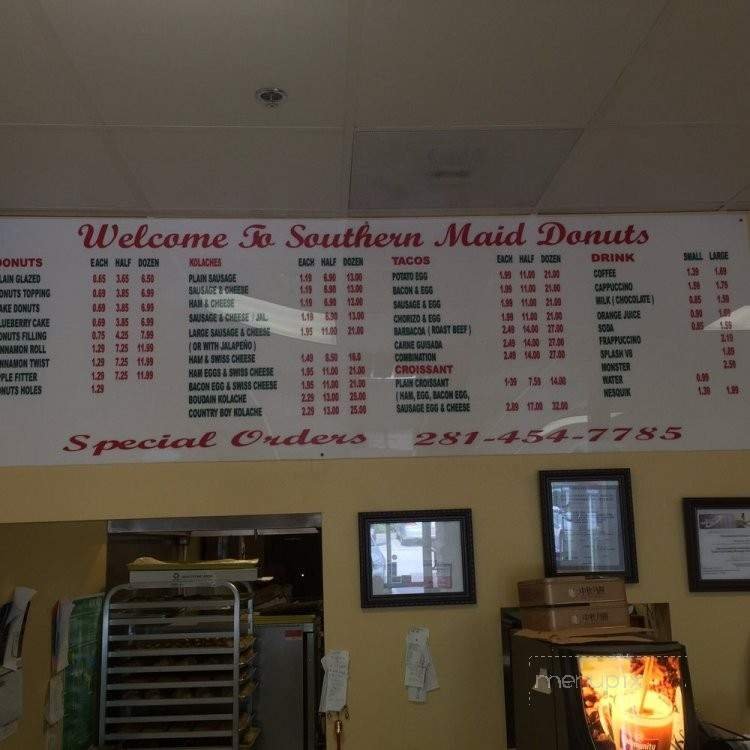 Welcome To Southern Maid Donuts
DONUTS EACH HALF DOZEN
LAIN GLAZED 0.65 3.65 6.50
ONUTS TOPPING 0.69 3.85 6.99
AKE DONUTS 0.69 3.85 6.99
LUEBERRY CAKE 0.69 3.85 6.99
ONUTS FILLING 0.75 4.25 7.99
NNAMON ROLL 1.29 7.25 11.99
NNAMON TWIST 1.29 7.25 11.99
PLE FITTER 1.29 7.25 11.99
ONUTS HOLES 1.29
KOLACHES EACH HALF DOZEN
PLAIN SAUSAGE 1.19 6.90 13.00
SAUSAGE & CHEESE 1.19 6.90 13.00
HAM & CHEESE 1.19 6.90 13.00
SAUSAGE & CHEESE / JAL. 1.19 6.90 13.00
LARGE SAUSAGE & CHEESE 1.95 11.00 21.00
( OR WITH JALAPEÑO )
HAM & SWISS CHEESE 1.49 8.50 16.0
HAM EGGS & SWISS CHEESE 1.95 11.00 21.00
BACON EGG & SWISS CHEESE 1.95 11.00 21.00
BOUDAIN KOLACHE 2.29 13.00 25.00
COUNTRY BOY KOLACHE 2.29 13.00 25.00
TACOS EACH HALF DOZEN
POTATO EGG 1.99 11.00 21.00
BACON & EGG 1.99 11.00 21.00
SAUSAGE & EGG 1.99 11.00 21.00
CHORIZO & EGG 1.99 11.00 21.00
BARBACOA ( ROAST BEEF ) 2.49 14.00 27.00
CARNE GUISADA 2.49 14.00 27.00
COMBINATION 2.49 14.00 27.00
CROISSANT
PLAIN CROISSANT 1.39 7.59 14.00
( HAM, EGG, BACON EGG,
SAUSAGE EGG & CHEESE 2.89 17.00 32.00
DRINK SMALL LARGE
COFFEE 1.39 1.69
CAPPUCCINO 1.59 1.75
MILK ( CHOCOLATE ) 0.85 1.59
ORANGE JUICE 0.90 1.85
SODA 0.85 1.59
FRAPPUCCINO 2.19
SPLASH V8 1.85
MONSTER 2.59
WATER 0.99
NESQUIK 1.39 1.99
Special Orders 281-454-7785
menupix